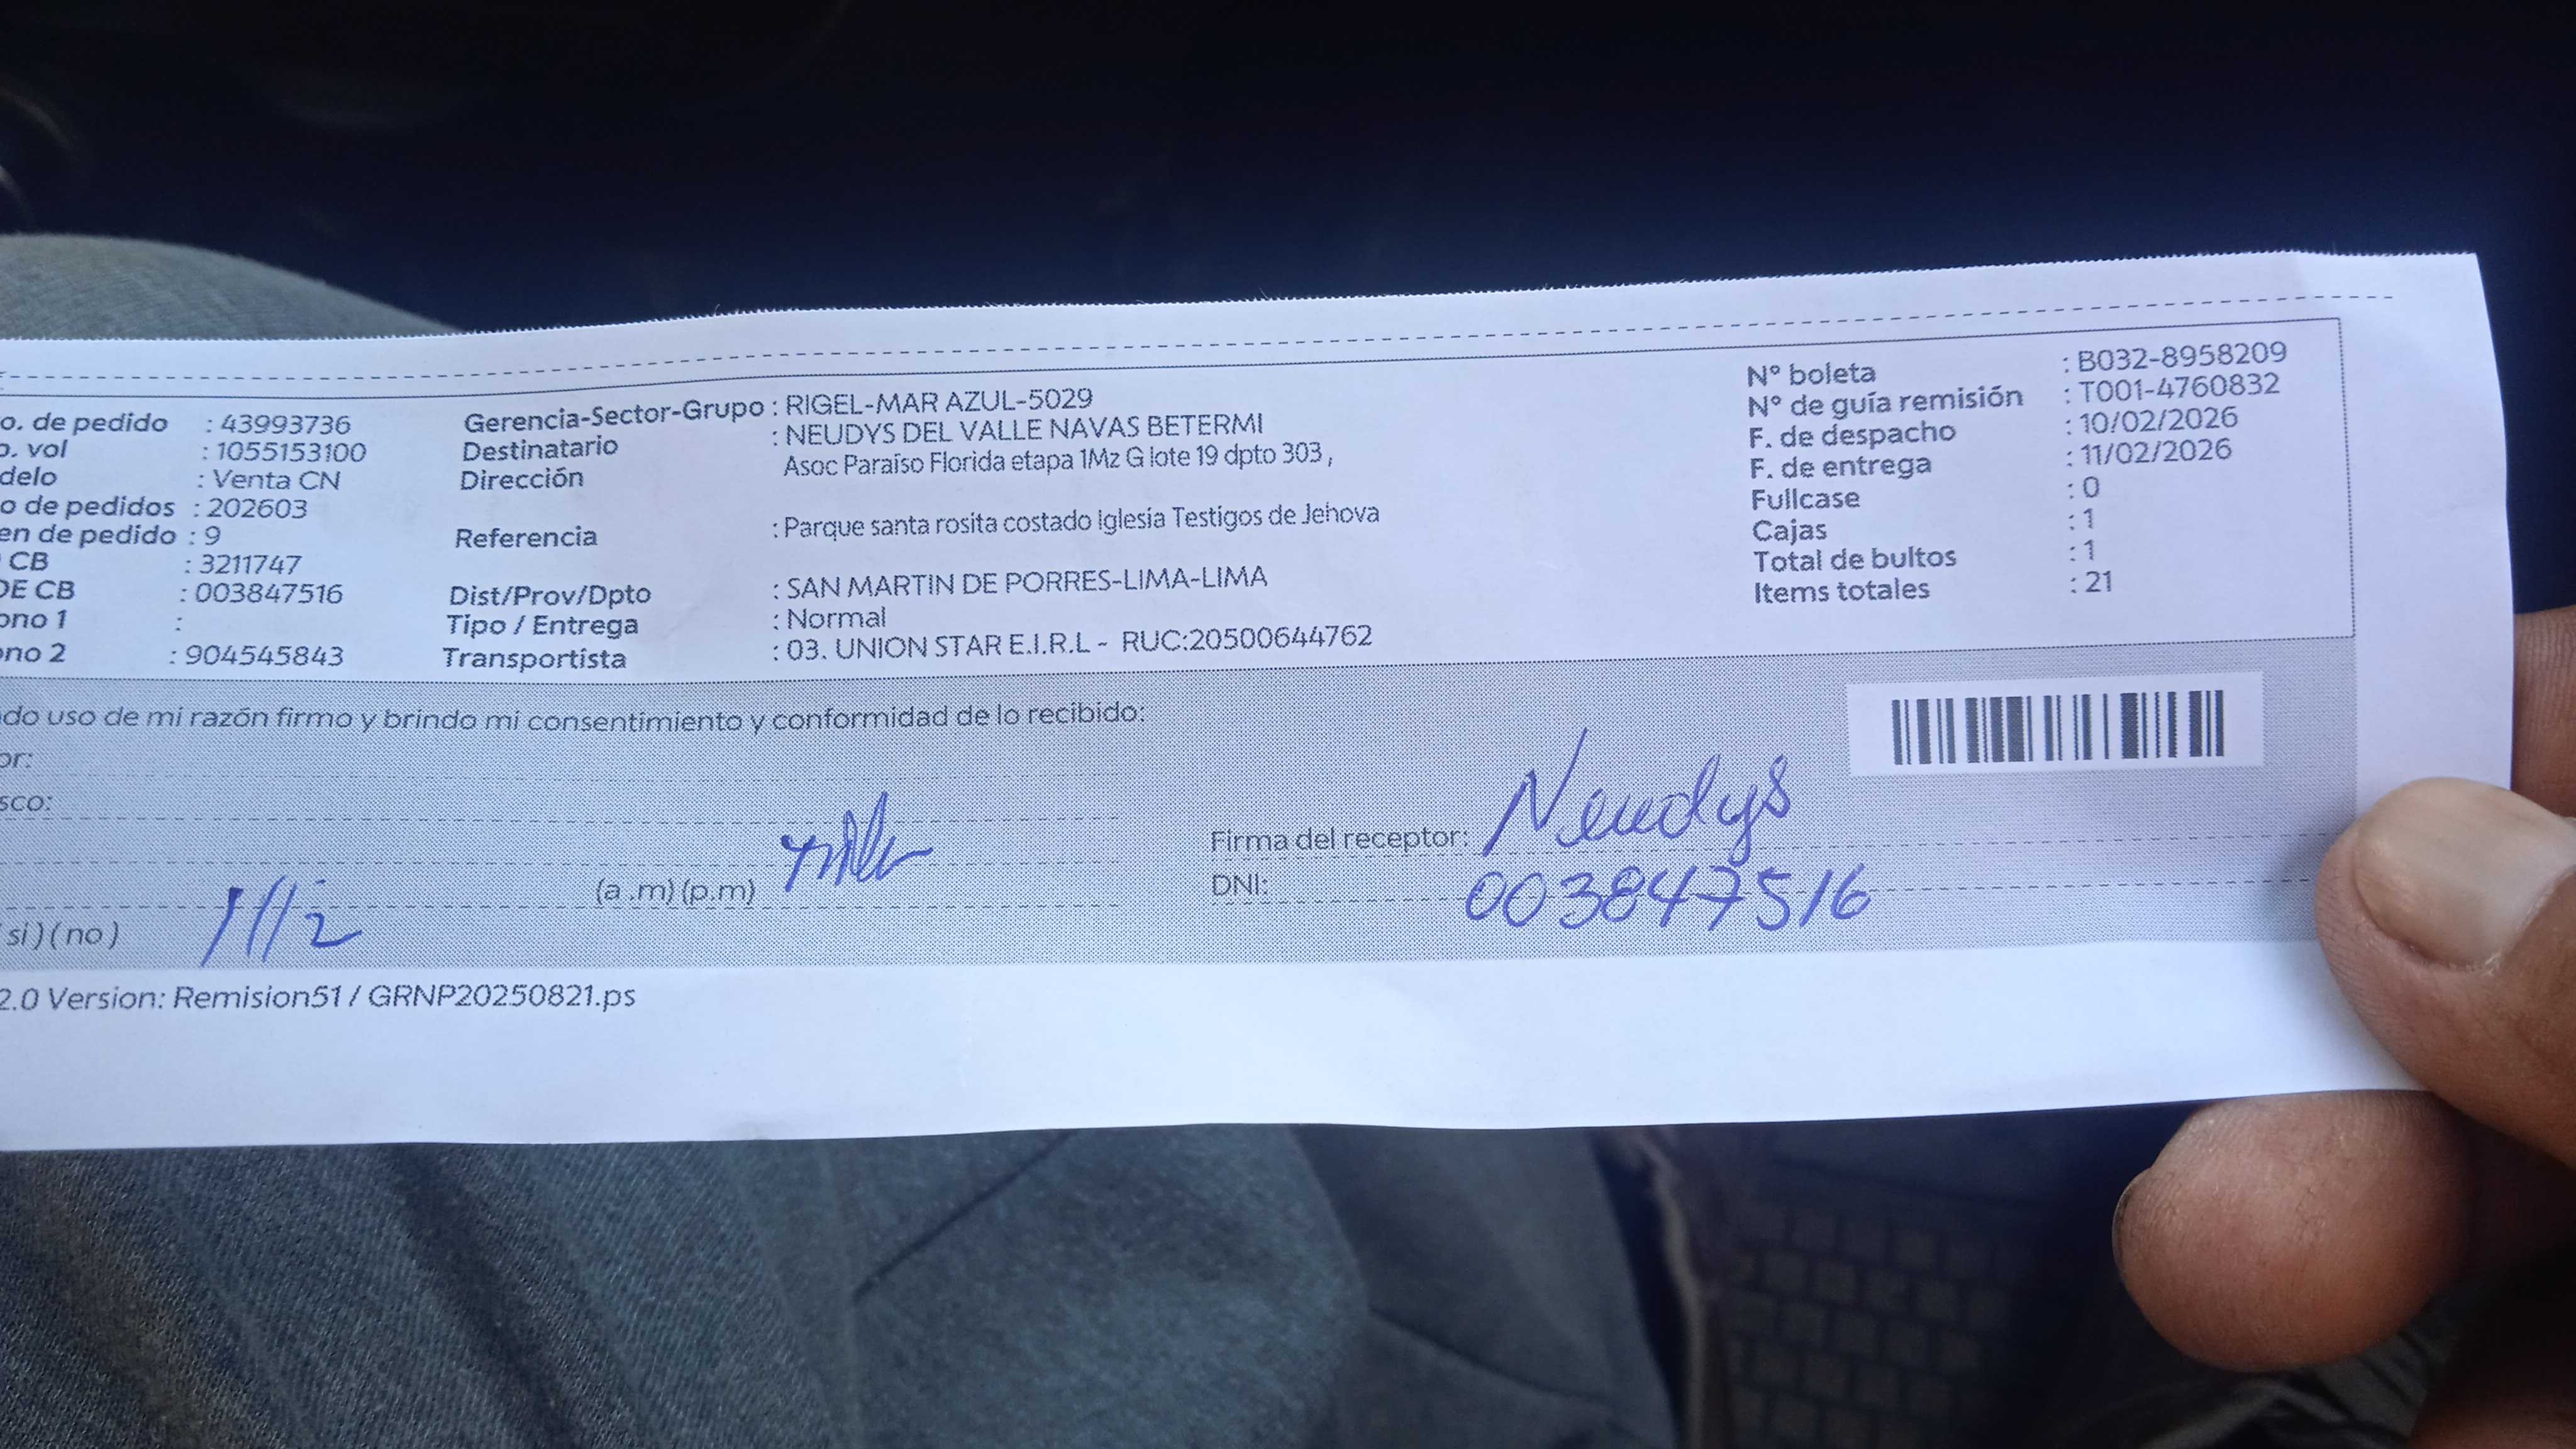 o. de pedido : 43993736
o. vol : 1055153100
delo : Venta CN
o de pedidos : 202603
en de pedido : 9
CB : 3211747
DE CB : 003847516
ono 1 :
ono 2 : 904545843
Gerencia-Sector-Grupo : RIGEL-MAR AZUL-5029
Destinatario : NEUDYS DEL VALLE NAVAS BETERMI
Dirección Asoc Paraíso Florida etapa 1Mz G lote 19 dpto 303 ,
Referencia : Parque santa rosita costado iglesia Testigos de Jehova
Dist/Prov/Dpto : SAN MARTIN DE PORRES-LIMA-LIMA
Tipo / Entrega : Normal
Transportista : 03. UNION STAR E.I.R.L - RUC:20500644762
N° boleta : B032-8958209
N° de guía remisión : T001-4760832
F. de despacho : 10/02/2026
F. de entrega : 11/02/2026
Fullcase : 0
Cajas : 1
Total de bultos : 1
Items totales : 21
do uso de mi razón firmo y brindo mi consentimiento y conformidad de lo recibido:
or:
sco:
(a .m) (p.m)
si ) ( no )
Firma del receptor: Neudys
DNI: 003847516
2.0 Version: Remision51 / GRNP20250821.ps